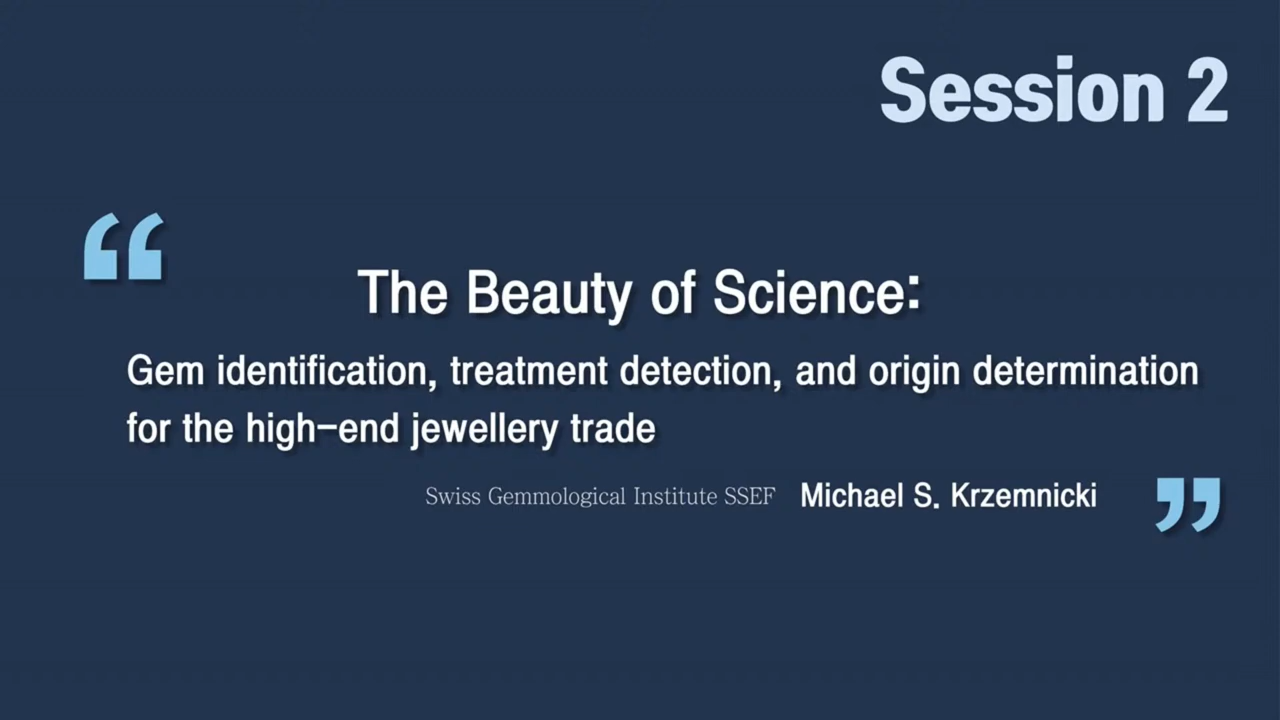 Session 2
“
The Beauty of Science:
Gem identification, treatment detection, and origin determination
for the high-end jewellery trade
Swiss Gemmological Institute SSEF Michael S. Krzemnicki
”